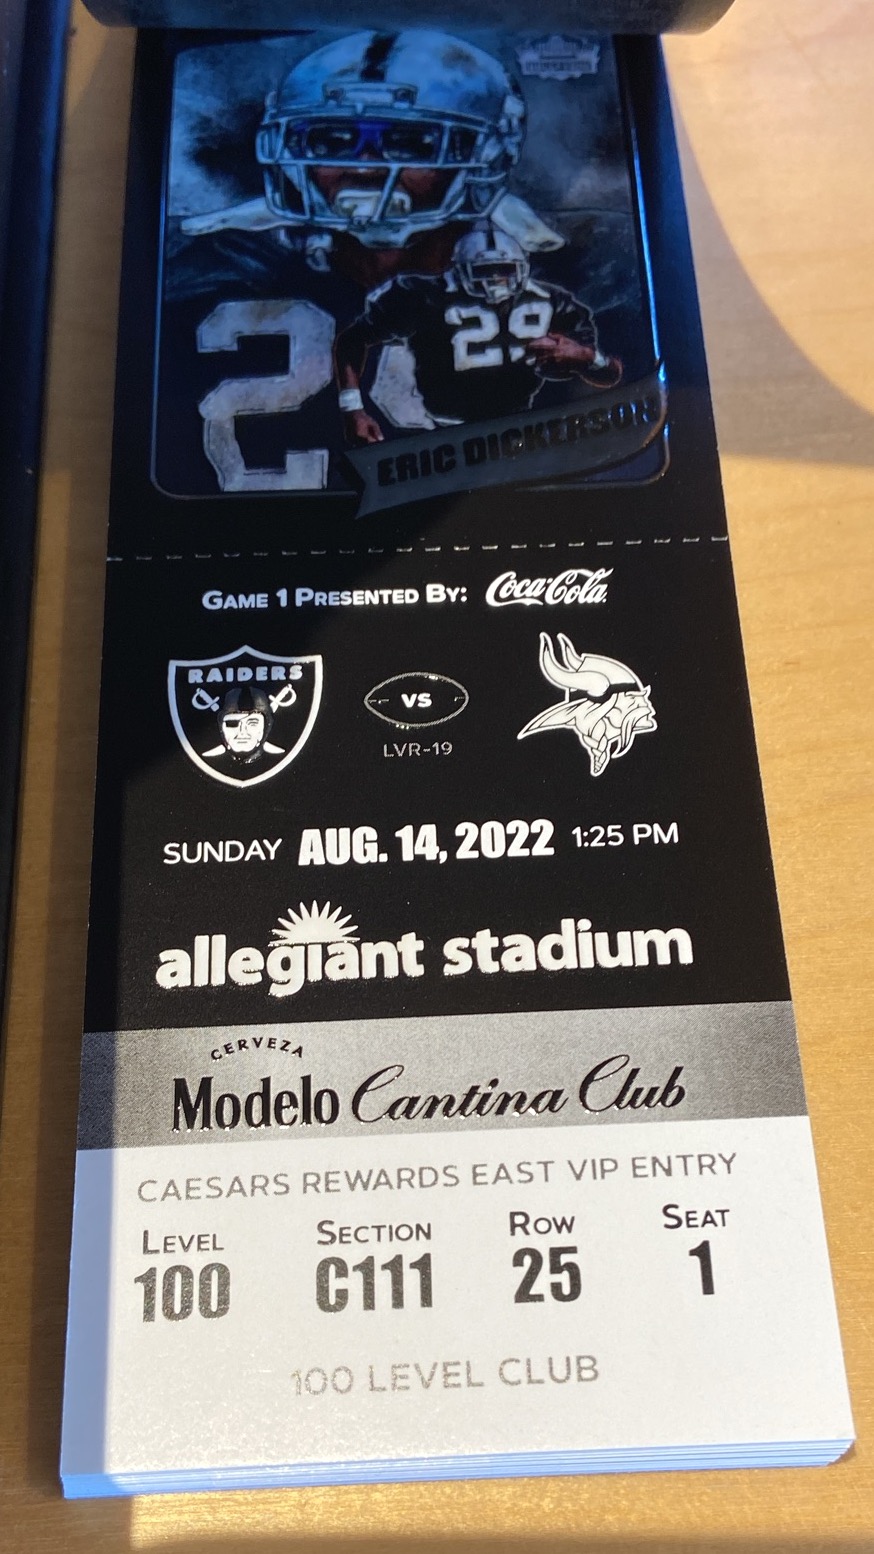 2
29
ERIC DICKERSON
GAME 1 PRESENTED BY: Coca-Cola
RAIDERS
VS
LVR-19
SUNDAY AUG. 14, 2022 1:25 PM
allegiant stadium
CERVEZA
Modelo Cantina Club
CAESARS REWARDS EAST VIP ENTRY
LEVEL SECTION ROW SEAT
100 C111 25 1
100 LEVEL CLUB